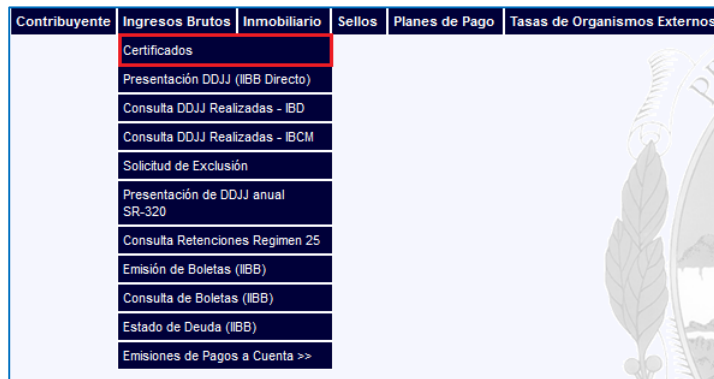 Contribuyente Ingresos Brutos Inmobiliario Sellos Planes de Pago Tasas de Organismos Externos
Certificados
Presentación DDJJ (IIBB Directo)
Consulta DDJJ Realizadas - IBD
Consulta DDJJ Realizadas - IBCM
Solicitud de Exclusión
Presentación de DDJJ anual
SR-320
Consulta Retenciones Regimen 25
Emisión de Boletas (IIBB)
Consulta de Boletas (IIBB)
Estado de Deuda (IIBB)
Emisiones de Pagos a Cuenta >>